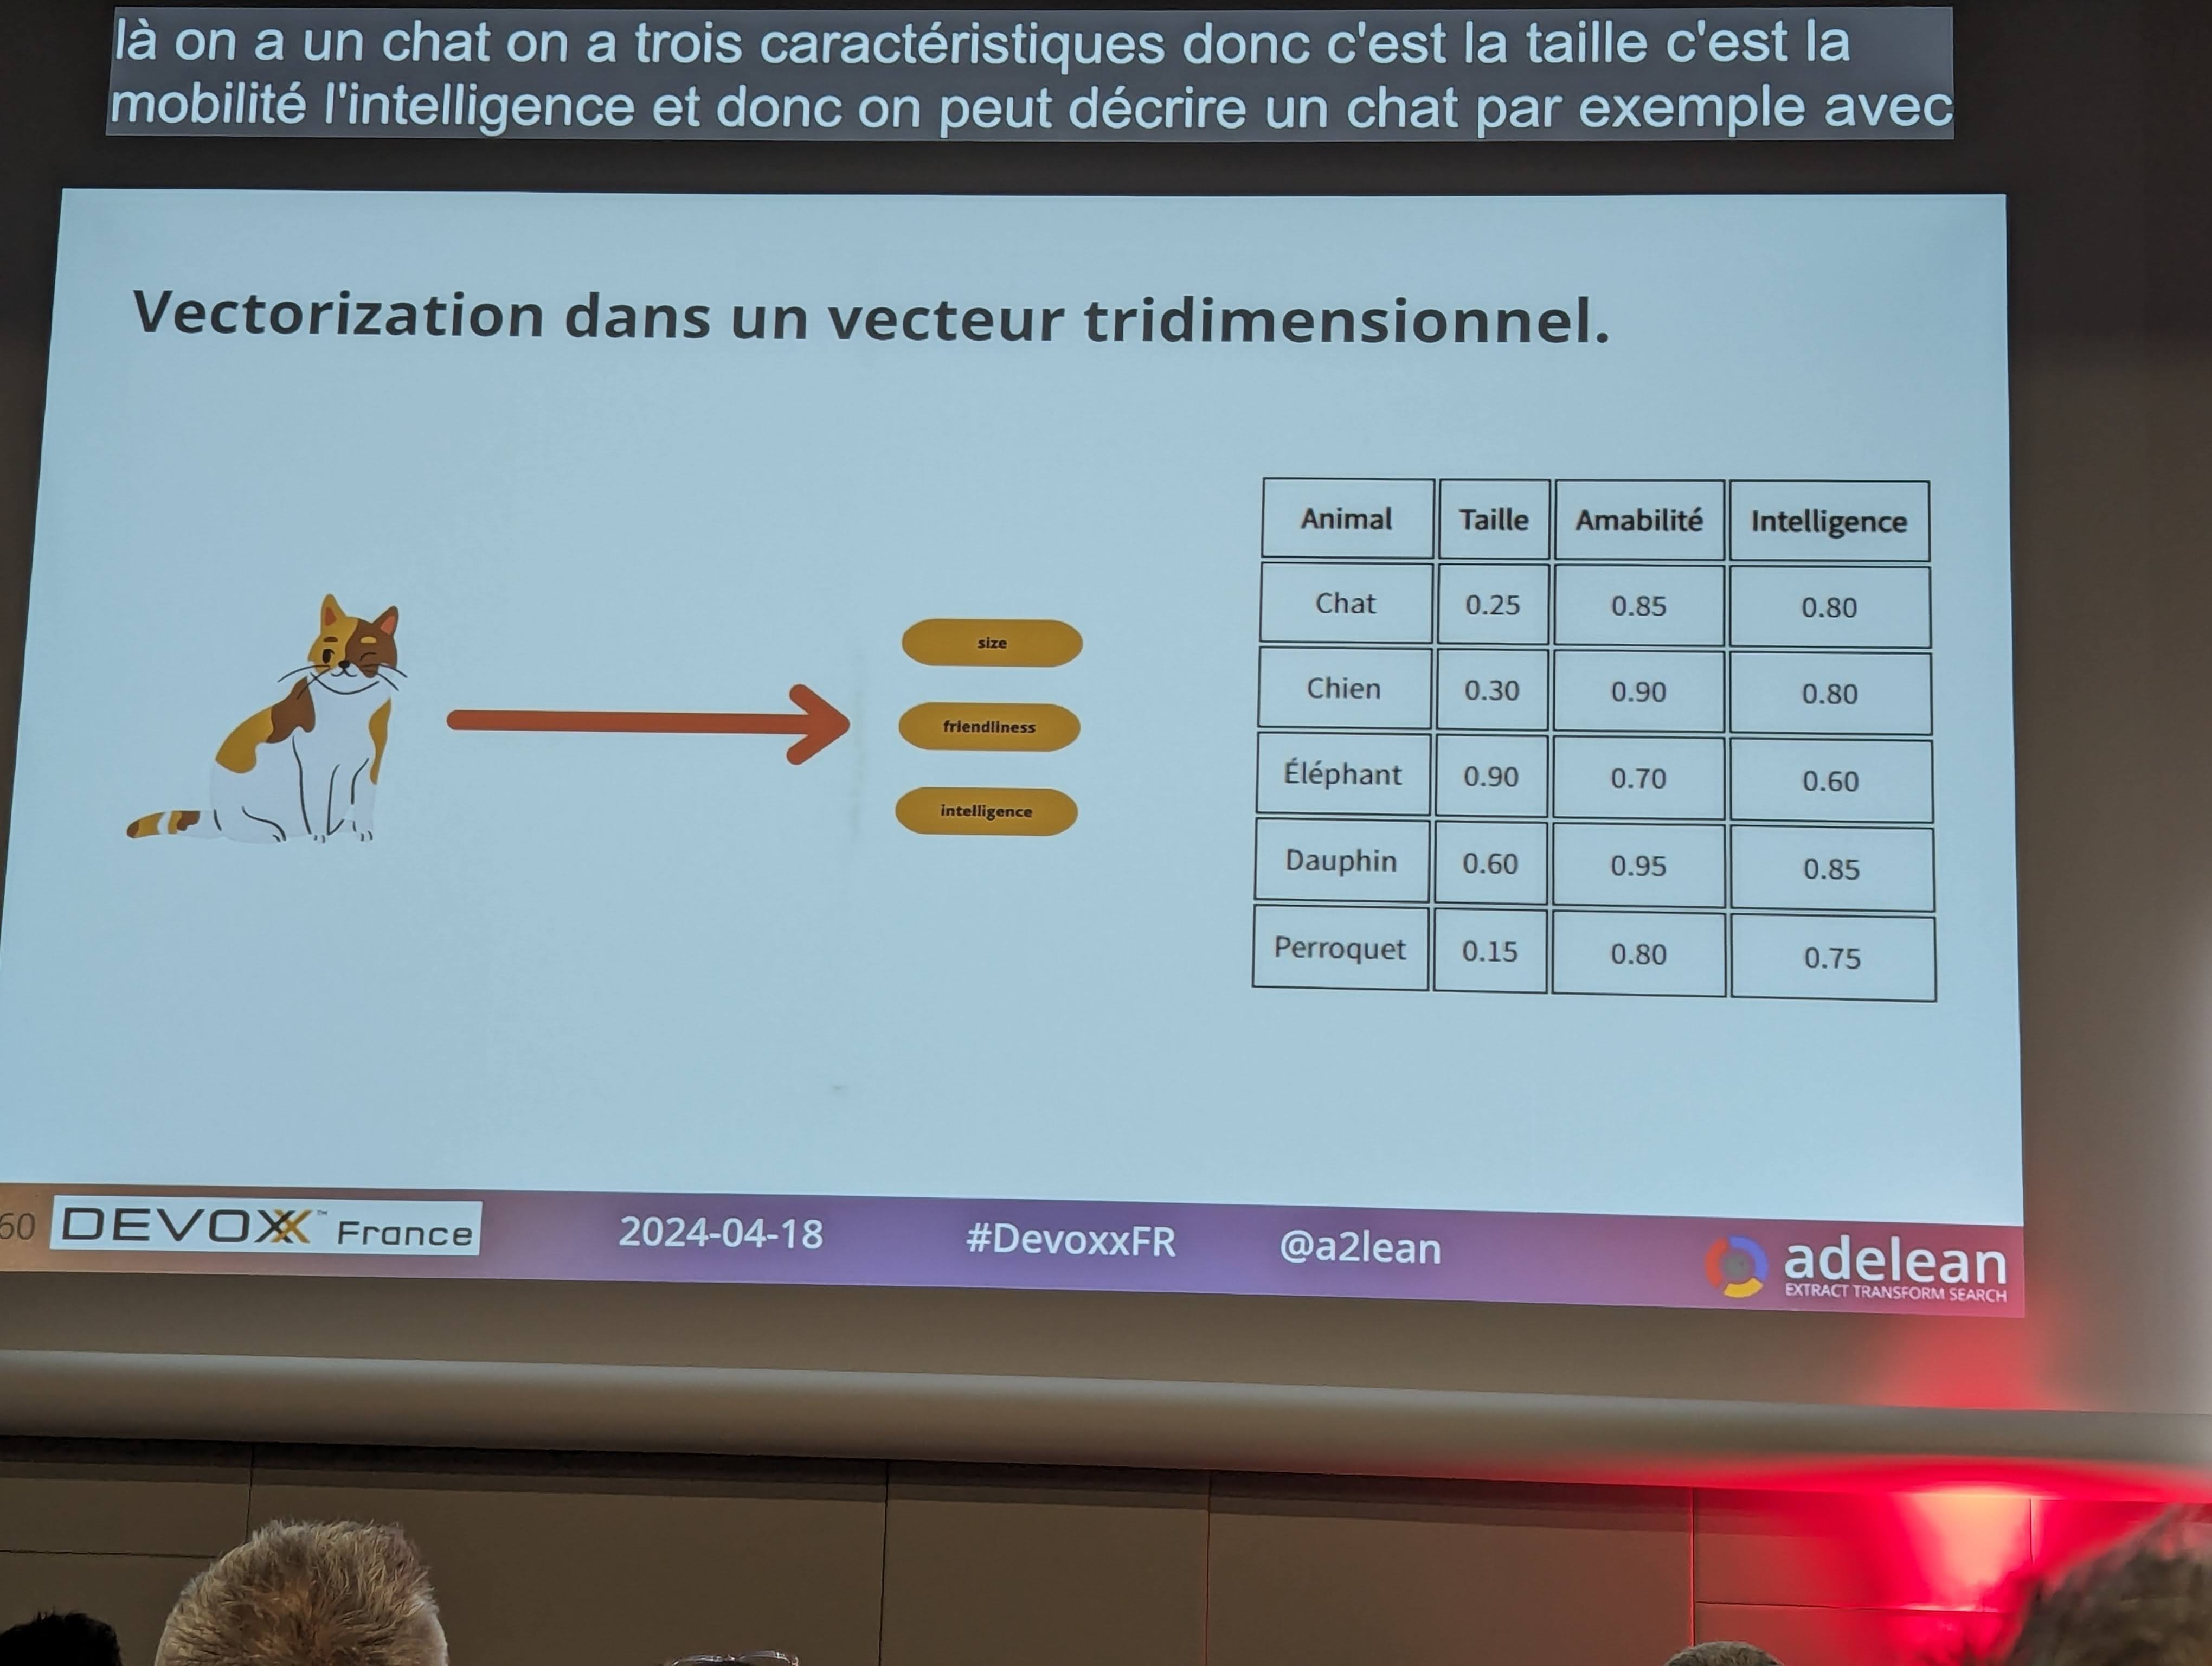 là on a un chat on a trois caractéristiques donc c'est la taille c'est la
mobilité l'intelligence et donc on peut décrire un chat par exemple avec
Vectorization dans un vecteur tridimensionnel.
size
friendliness
intelligence
Animal Taille Amabilité Intelligence
Chat 0.25 0.85 0.80
Chien 0.30 0.90 0.80
Éléphant 0.90 0.70 0.60
Dauphin 0.60 0.95 0.85
Perroquet 0.15 0.80 0.75
60 DEVOXX™ France 2024-04-18 #DevoxxFR @a2lean adelean
EXTRACT TRANSFORM SEARCH